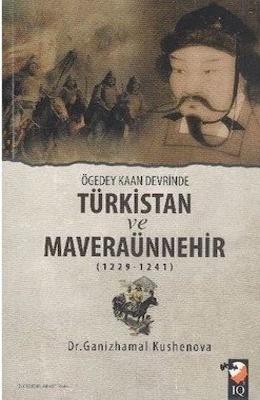 ÖGEDEY KAAN DEVRİNDE
TÜRKİSTAN
ve
MAVERAÜNNEHİR
(1229-1241)
Dr.Ganizhamal Kushenova
IQ